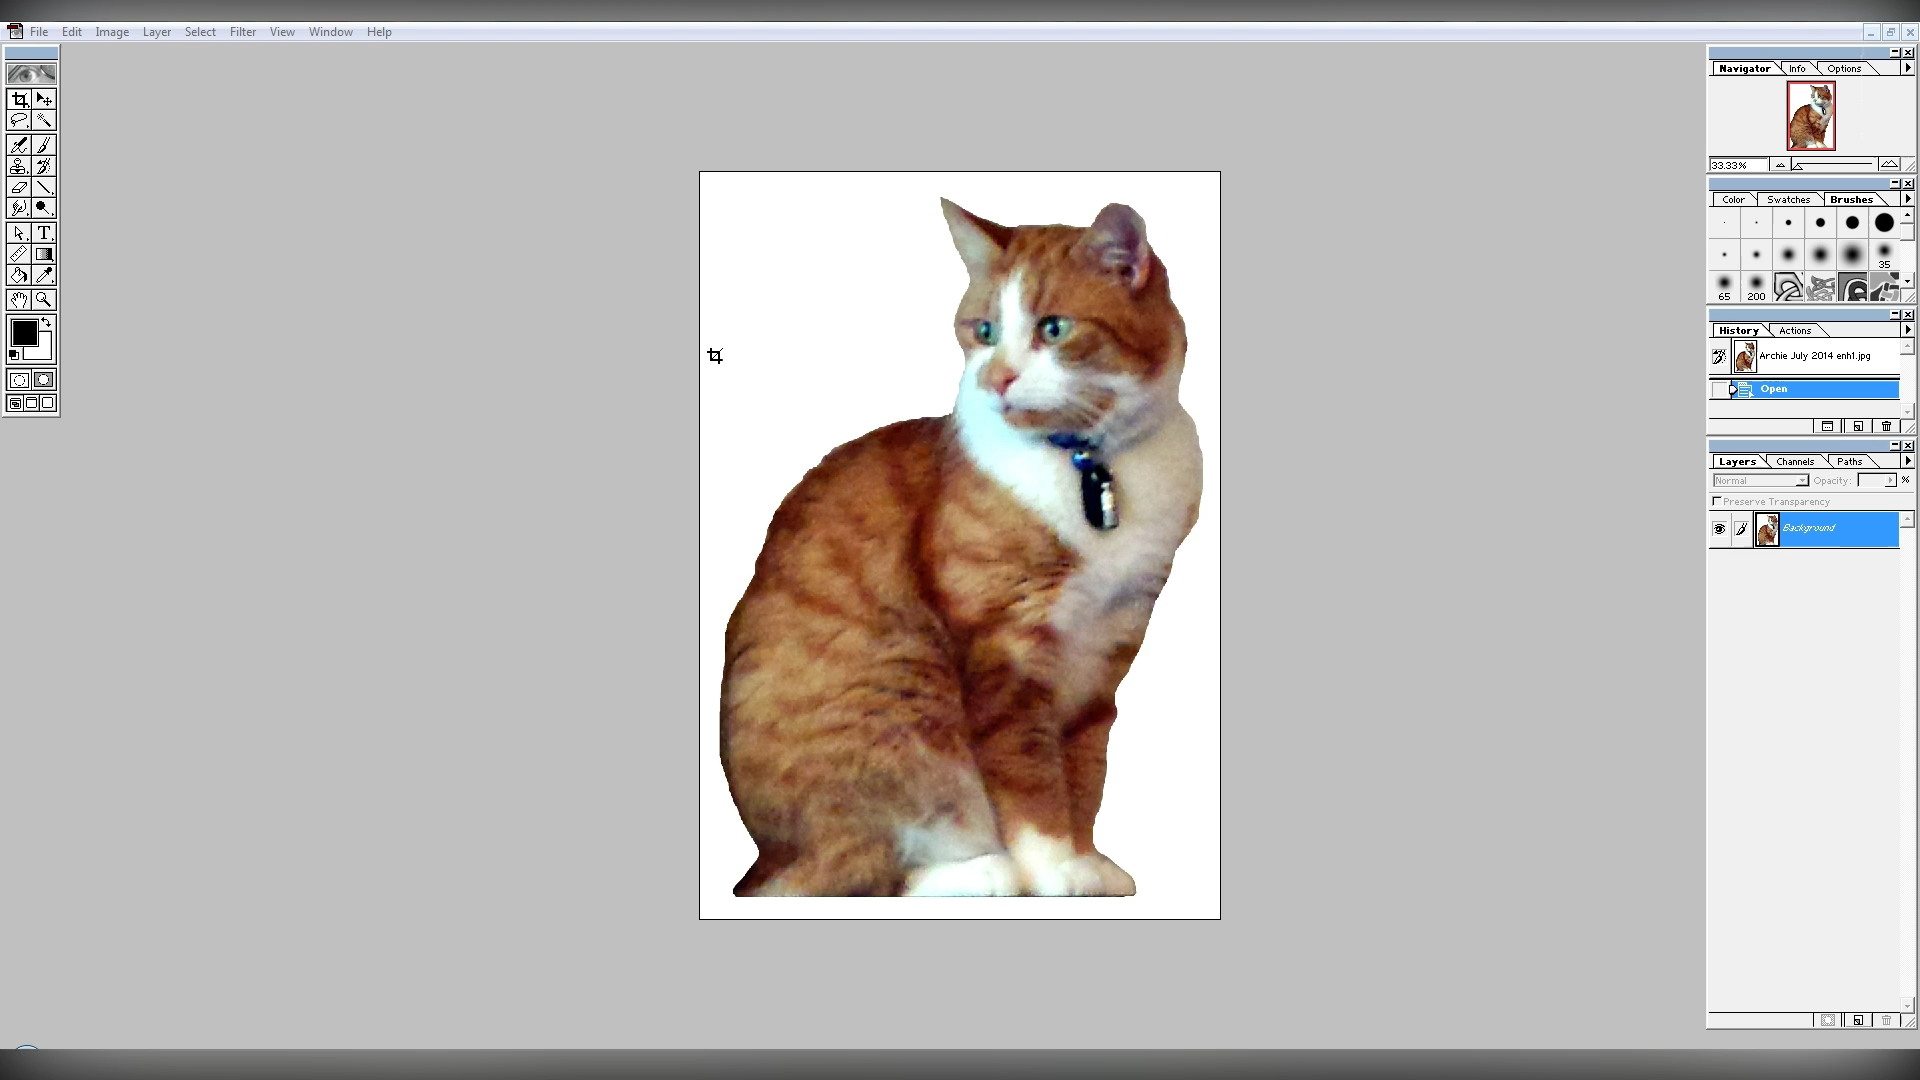 File Edit Image Layer Select Filter View Window Help
Navigator Info Options
33.33%
Color Swatches Brushes
35
65 200
History Actions
Archie July 2014 enh1.jpg
Open
Layers Channels Paths
Normal Opacity: %
Preserve Transparency
Background
T